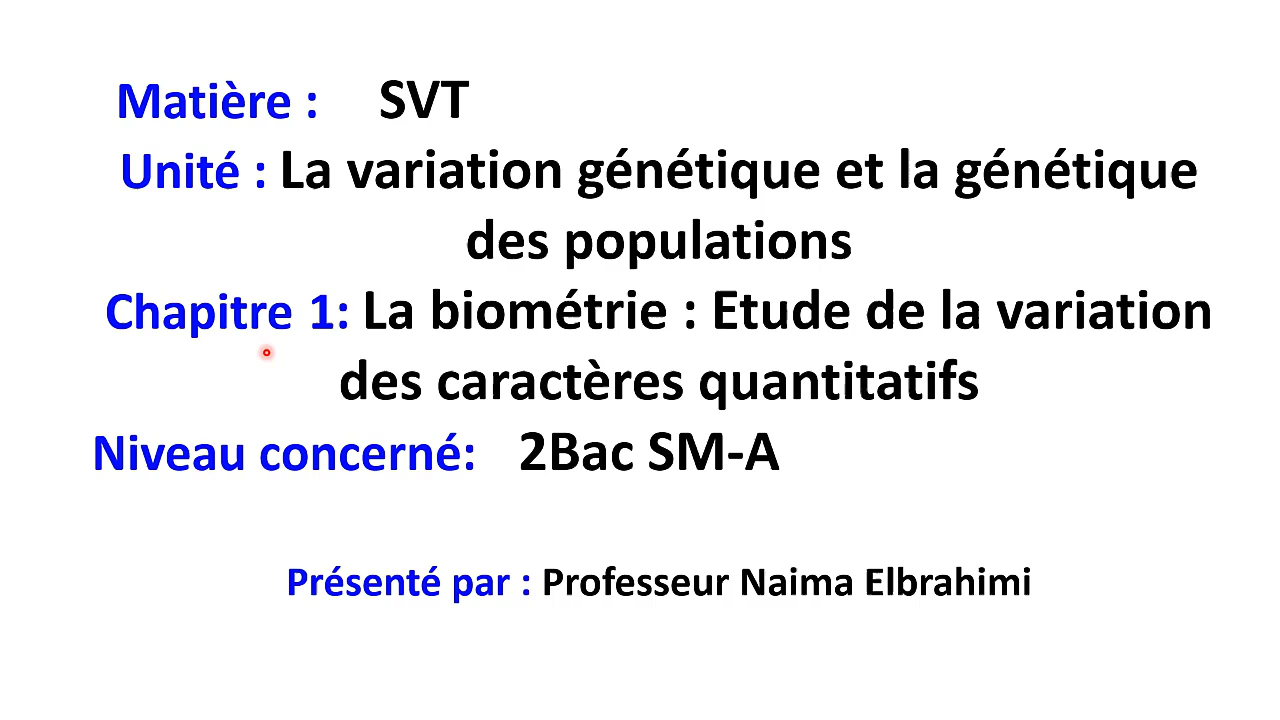 Matière : SVT
Unité : La variation génétique et la génétique
des populations
Chapitre 1: La biométrie : Etude de la variation
des caractères quantitatifs
Niveau concerné: 2Bac SM-A
Présenté par : Professeur Naima Elbrahimi